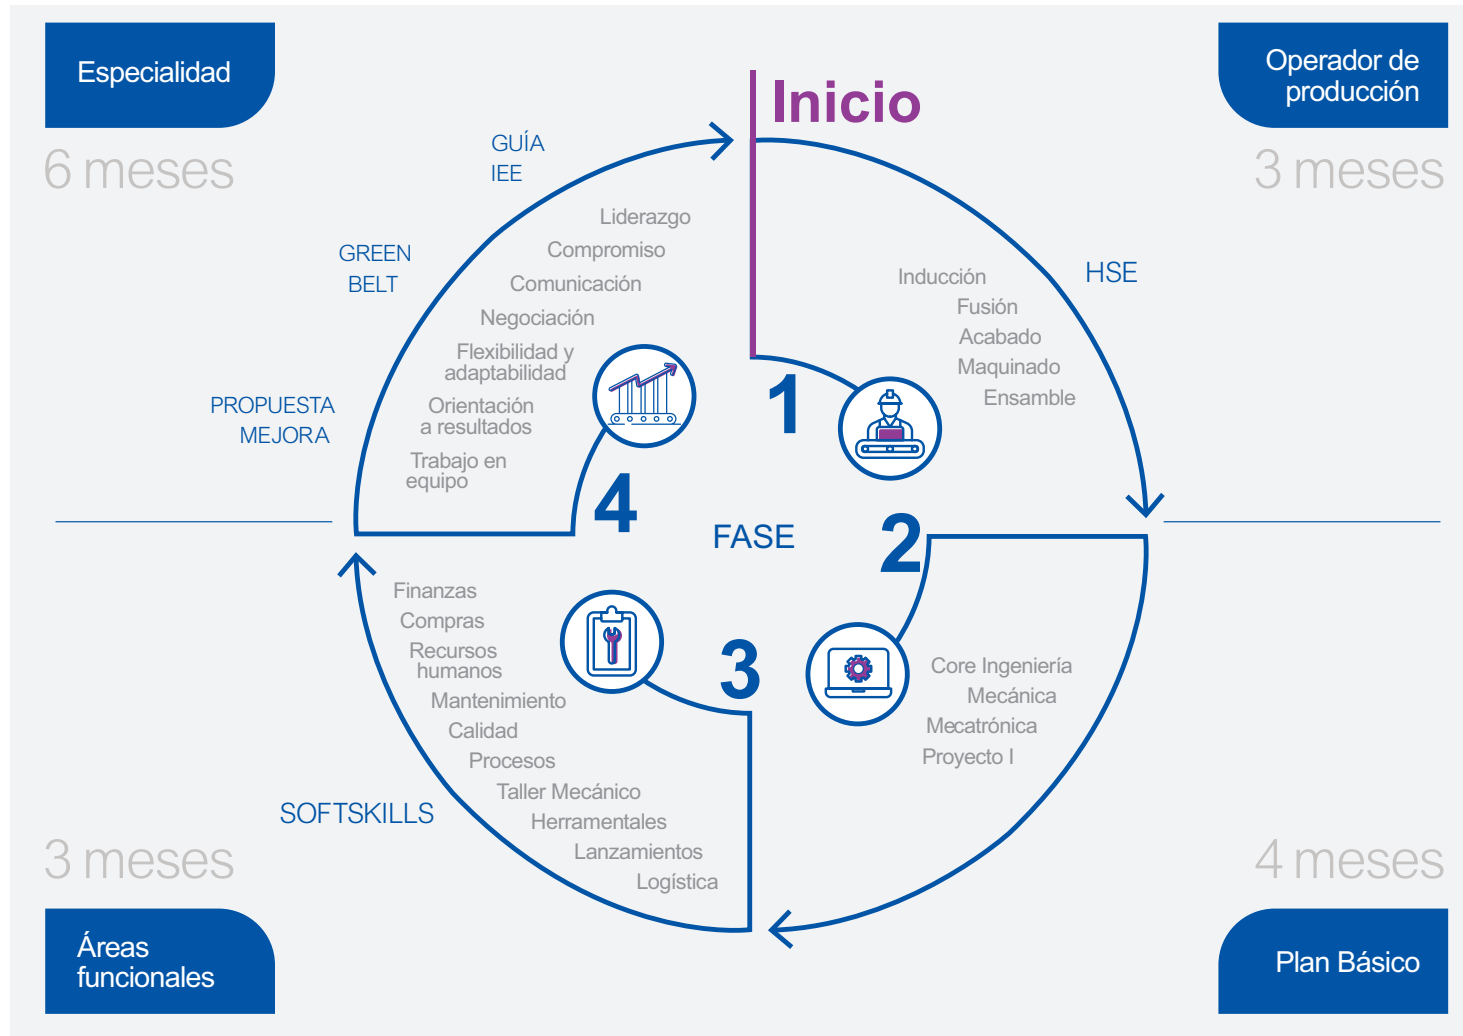 Especialidad
6 meses
Operador de
producción
3 meses
Inicio
GUÍA
IEE
GREEN
BELT
PROPUESTA
MEJORA
Liderazgo
Compromiso
Comunicación
Negociación
Flexibilidad y
adaptabilidad
Orientación
a resultados
Trabajo en
equipo
4
HSE
Inducción
Fusión
Acabado
Maquinado
Ensamble
1
FASE
2
Core Ingeniería
Mecánica
Mecatrónica
Proyecto I
3
Finanzas
Compras
Recursos
humanos
Mantenimiento
Calidad
Procesos
Taller Mecánico
Herramentales
Lanzamientos
Logística
SOFTSKILLS
3 meses
Áreas
funcionales
4 meses
Plan Básico